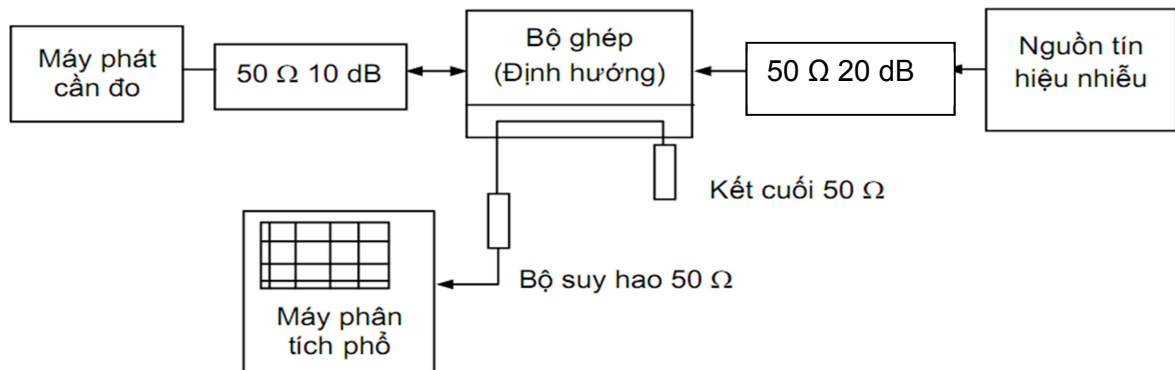 Máy phát
cần đo
50 Ω 10 dB
Bộ ghép
(Định hướng)
50 Ω 20 dB
Nguồn tín
hiệu nhiễu
Kết cuối 50 Ω
Bộ suy hao 50 Ω
Máy phân
tích phổ